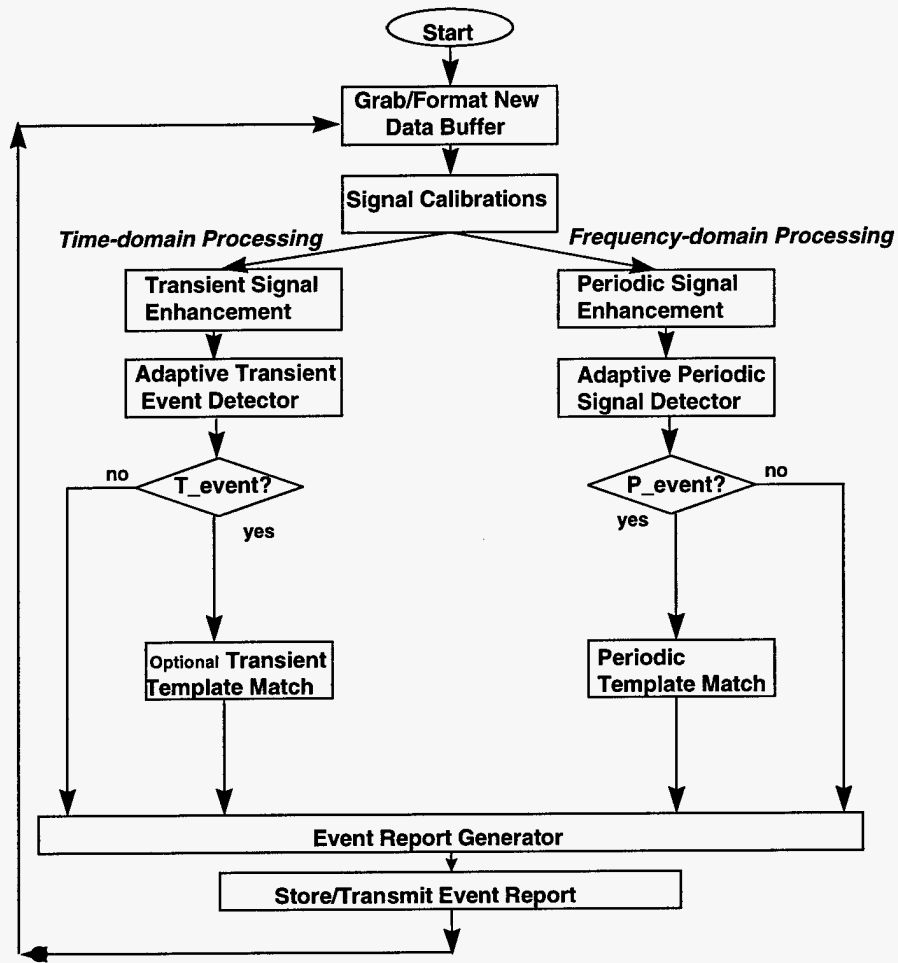 Start
Grab/Format New
Data Buffer
Signal Calibrations
Time-domain Processing
Frequency-domain Processing
Transient Signal
Enhancement
Periodic Signal
Enhancement
Adaptive Transient
Event Detector
Adaptive Periodic
Signal Detector
no
T_event?
yes
P_event?
no
yes
Optional Transient
Template Match
Periodic
Template Match
Event Report Generator
Store/Transmit Event Report